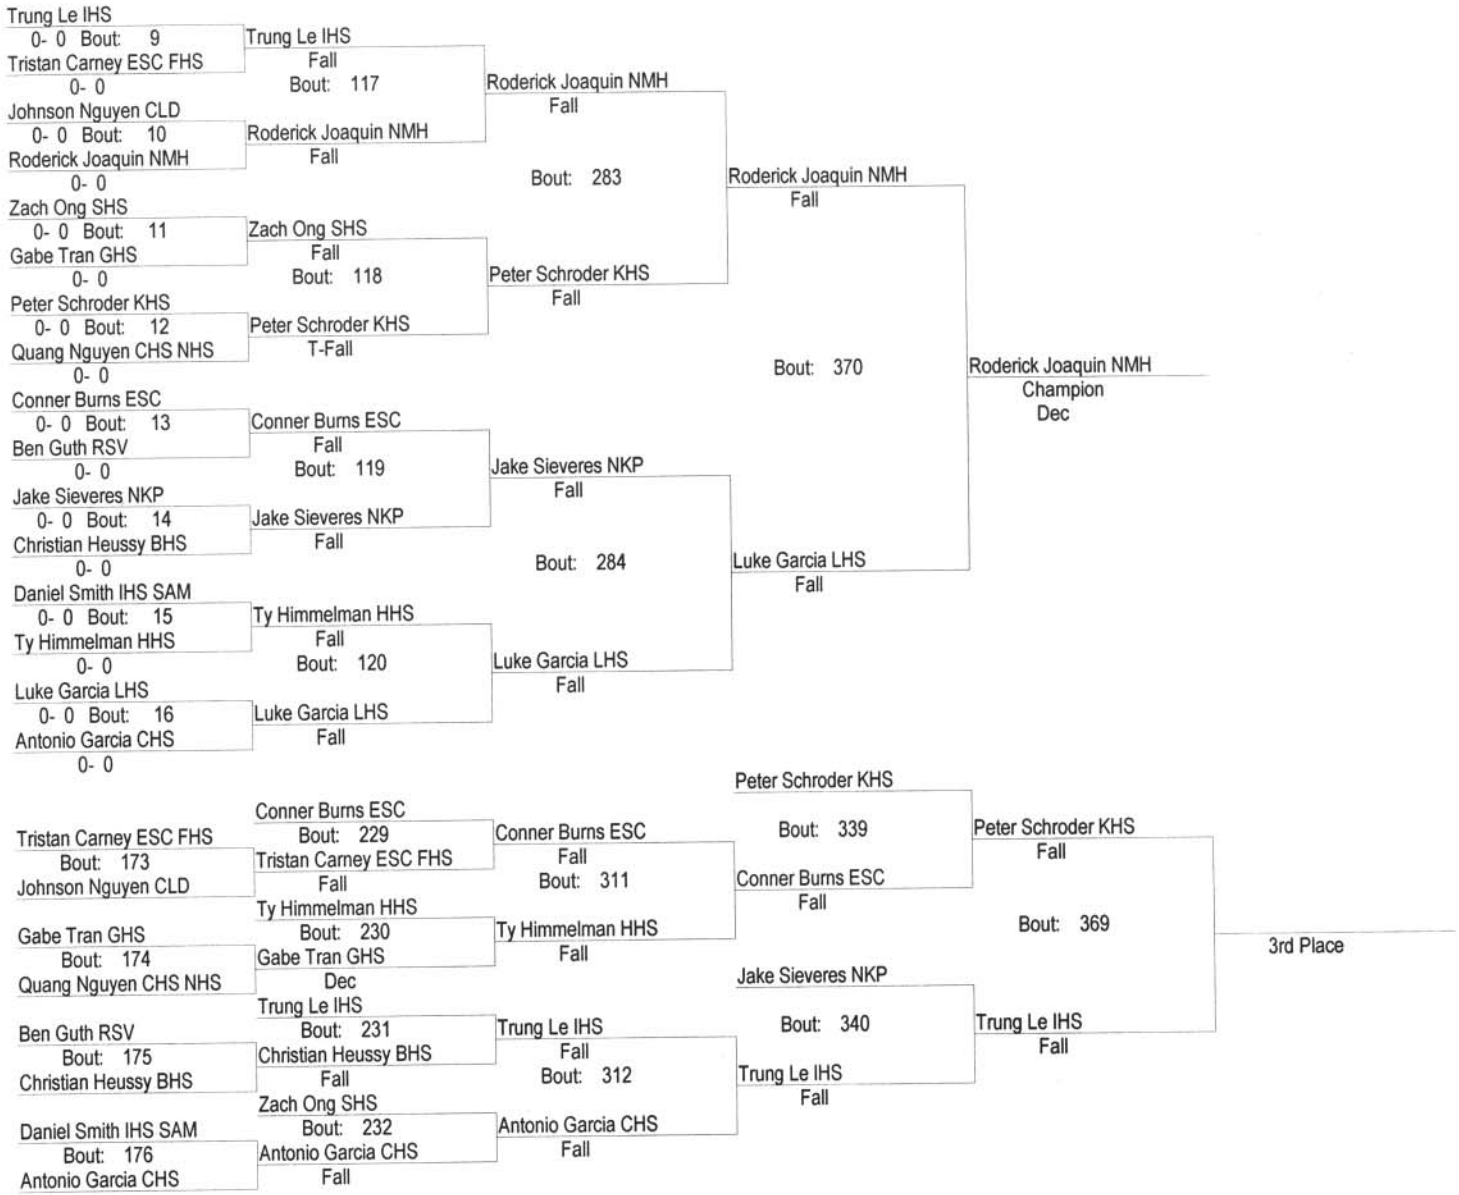 Trung Le IHS
0- 0 Bout: 9
Tristan Carney ESC FHS
0- 0
Johnson Nguyen CLD
0- 0 Bout: 10
Roderick Joaquin NMH
0- 0
Zach Ong SHS
0- 0 Bout: 11
Gabe Tran GHS
0- 0
Peter Schroder KHS
0- 0 Bout: 12
Quang Nguyen CHS NHS
0- 0
Conner Burns ESC
0- 0 Bout: 13
Ben Guth RSV
0- 0
Jake Sieveres NKP
0- 0 Bout: 14
Christian Heussy BHS
0- 0
Daniel Smith IHS SAM
0- 0 Bout: 15
Ty Himmelman HHS
0- 0
Luke Garcia LHS
0- 0 Bout: 16
Antonio Garcia CHS
0- 0
Trung Le IHS
Fall
Bout: 117
Roderick Joaquin NMH
Fall
Zach Ong SHS
Fall
Bout: 118
Peter Schroder KHS
T-Fall
Conner Burns ESC
Fall
Bout: 119
Jake Sieveres NKP
Fall
Ty Himmelman HHS
Fall
Bout: 120
Luke Garcia LHS
Fall
Roderick Joaquin NMH
Fall
Bout: 283
Peter Schroder KHS
Fall
Jake Sieveres NKP
Fall
Bout: 284
Luke Garcia LHS
Fall
Roderick Joaquin NMH
Fall
Bout: 370
Luke Garcia LHS
Fall
Roderick Joaquin NMH
Champion
Dec
Tristan Carney ESC FHS
Bout: 173
Johnson Nguyen CLD
Gabe Tran GHS
Bout: 174
Quang Nguyen CHS NHS
Ben Guth RSV
Bout: 175
Christian Heussy BHS
Daniel Smith IHS SAM
Bout: 176
Antonio Garcia CHS
Conner Burns ESC
Bout: 229
Tristan Carney ESC FHS
Fall
Ty Himmelman HHS
Bout: 230
Gabe Tran GHS
Dec
Trung Le IHS
Bout: 231
Christian Heussy BHS
Fall
Zach Ong SHS
Bout: 232
Antonio Garcia CHS
Fall
Conner Burns ESC
Fall
Bout: 311
Ty Himmelman HHS
Fall
Trung Le IHS
Fall
Bout: 312
Antonio Garcia CHS
Fall
Peter Schroder KHS
Bout: 339
Conner Burns ESC
Fall
Jake Sieveres NKP
Bout: 340
Trung Le IHS
Fall
Peter Schroder KHS
Fall
Bout: 369
Trung Le IHS
Fall
3rd Place